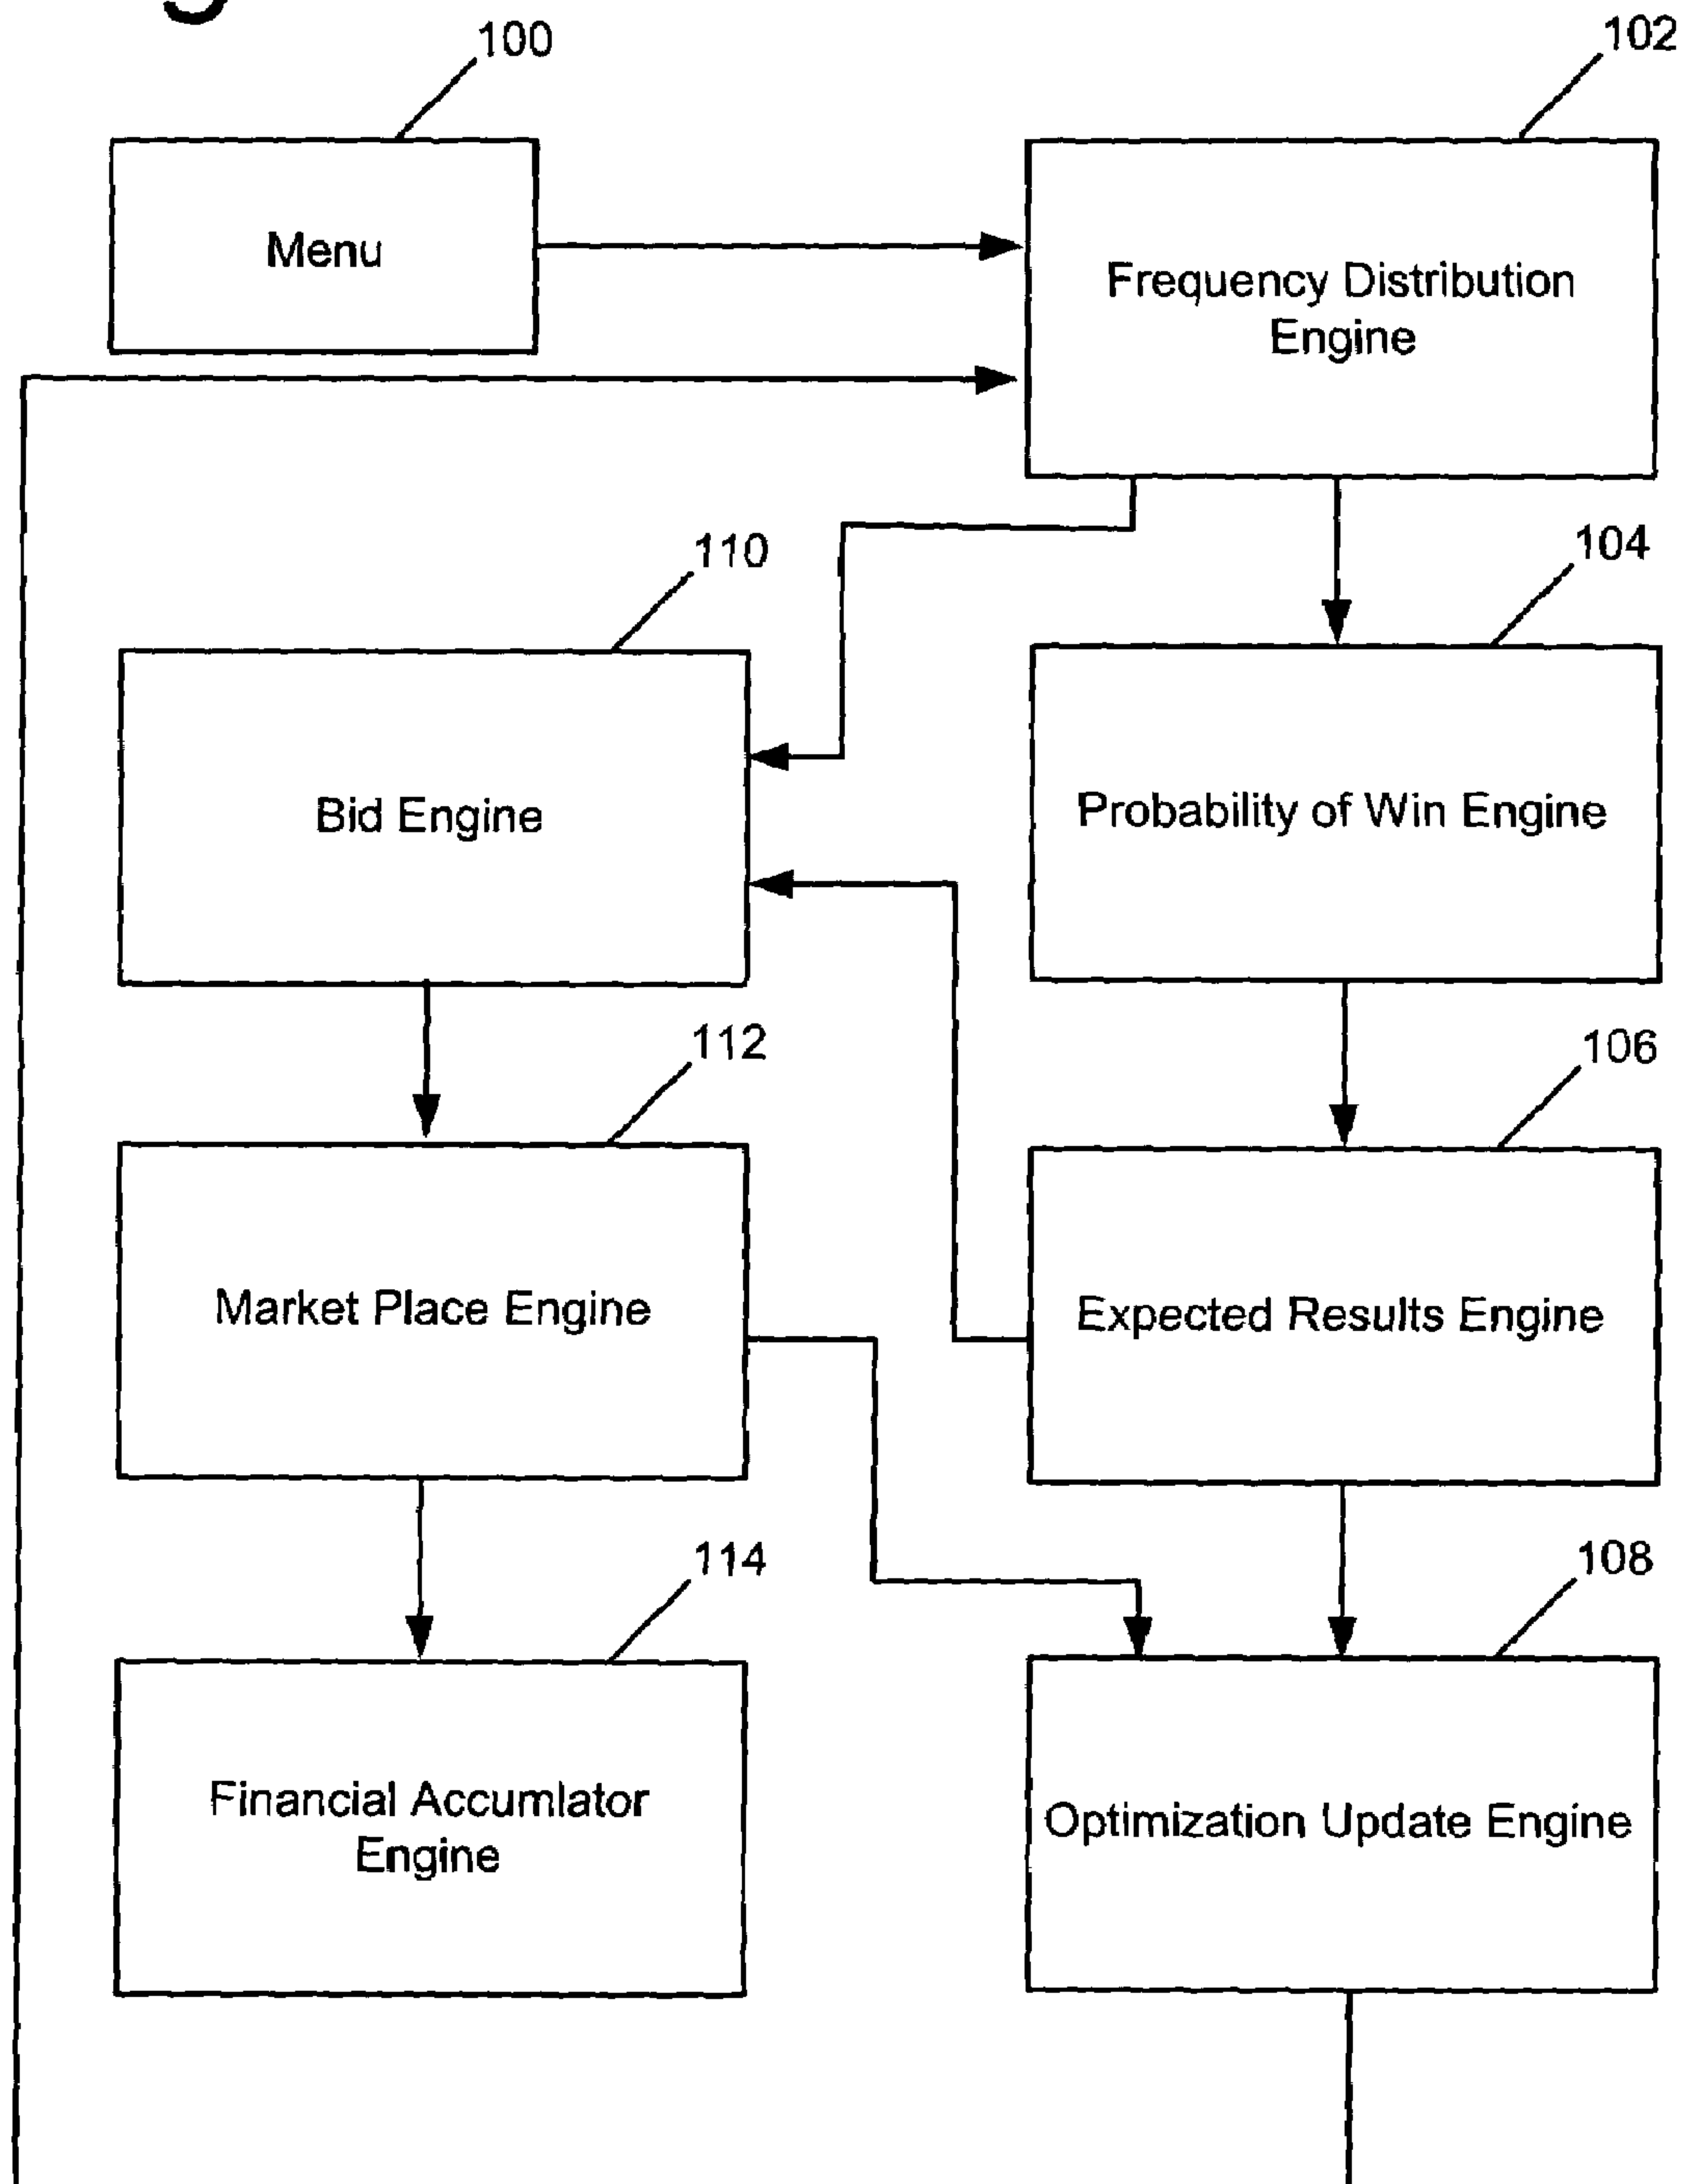 100
102
Menu
Frequency Distribution
Engine
110
104
Bid Engine
Probability of Win Engine
112
106
Market Place Engine
Expected Results Engine
114
108
Financial Accumlator
Engine
Optimization Update Engine